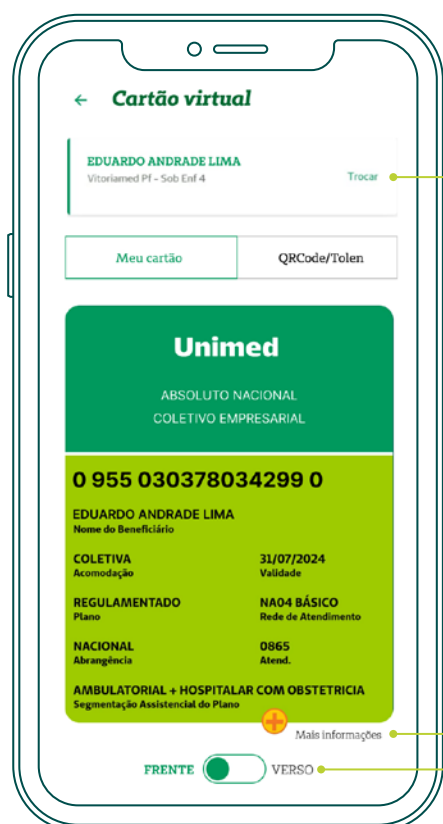 Cartão virtual
EDUARDO ANDRADE LIMA
Vitoriamed Pf - Sob Enf 4
Trocar
Meu cartão
QRCode/Tolen
Unimed
ABSOLUTO NACIONAL
COLETIVO EMPRESARIAL
0 955 030378034299 0
EDUARDO ANDRADE LIMA
Nome do Beneficiário
COLETIVA 31/07/2024
Acomodação Validade
REGULAMENTADO NA04 BÁSICO
Plano Rede de Atendimento
NACIONAL 0865
Abrangência Atend.
AMBULATORIAL + HOSPITALAR COM OBSTETRICIA
Segmentação Assistencial do Plano
Mais informações
FRENTE VERSO